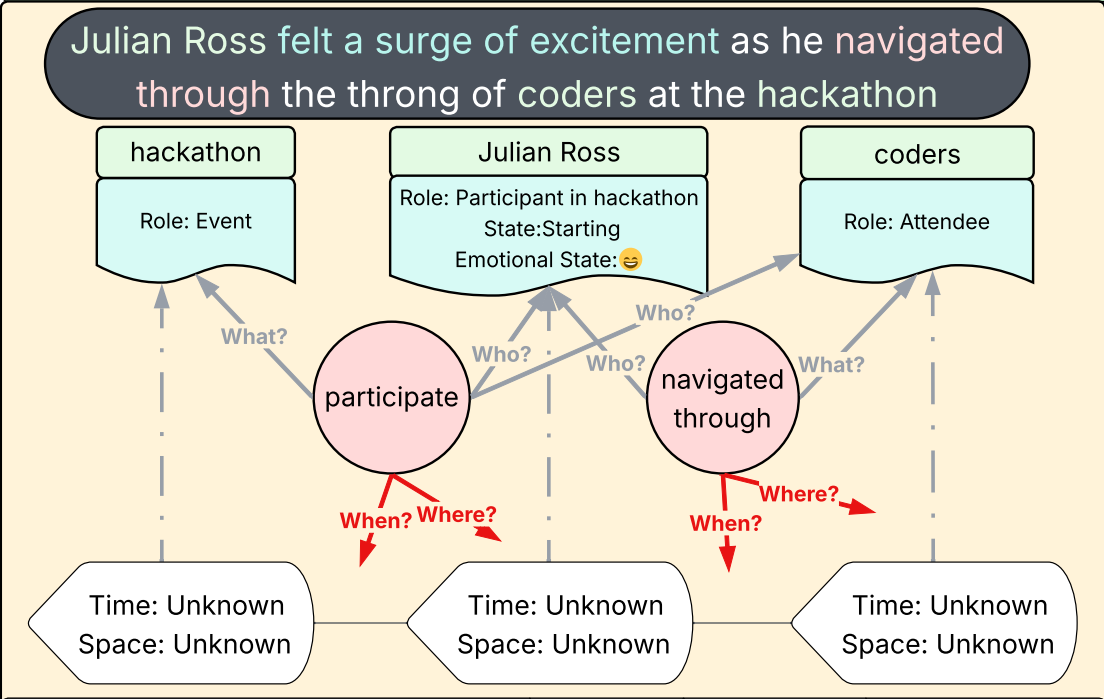 Julian Ross felt a surge of excitement as he navigated
through the throng of coders at the hackathon
hackathon
Role: Event
Julian Ross
Role: Participant in hackathon
State:Starting
Emotional State:😄
coders
Role: Attendee
What?
Who?
Who?
Who?
What?
participate
navigated
through
When?
Where?
When?
Where?
Time: Unknown
Space: Unknown
Time: Unknown
Space: Unknown
Time: Unknown
Space: Unknown